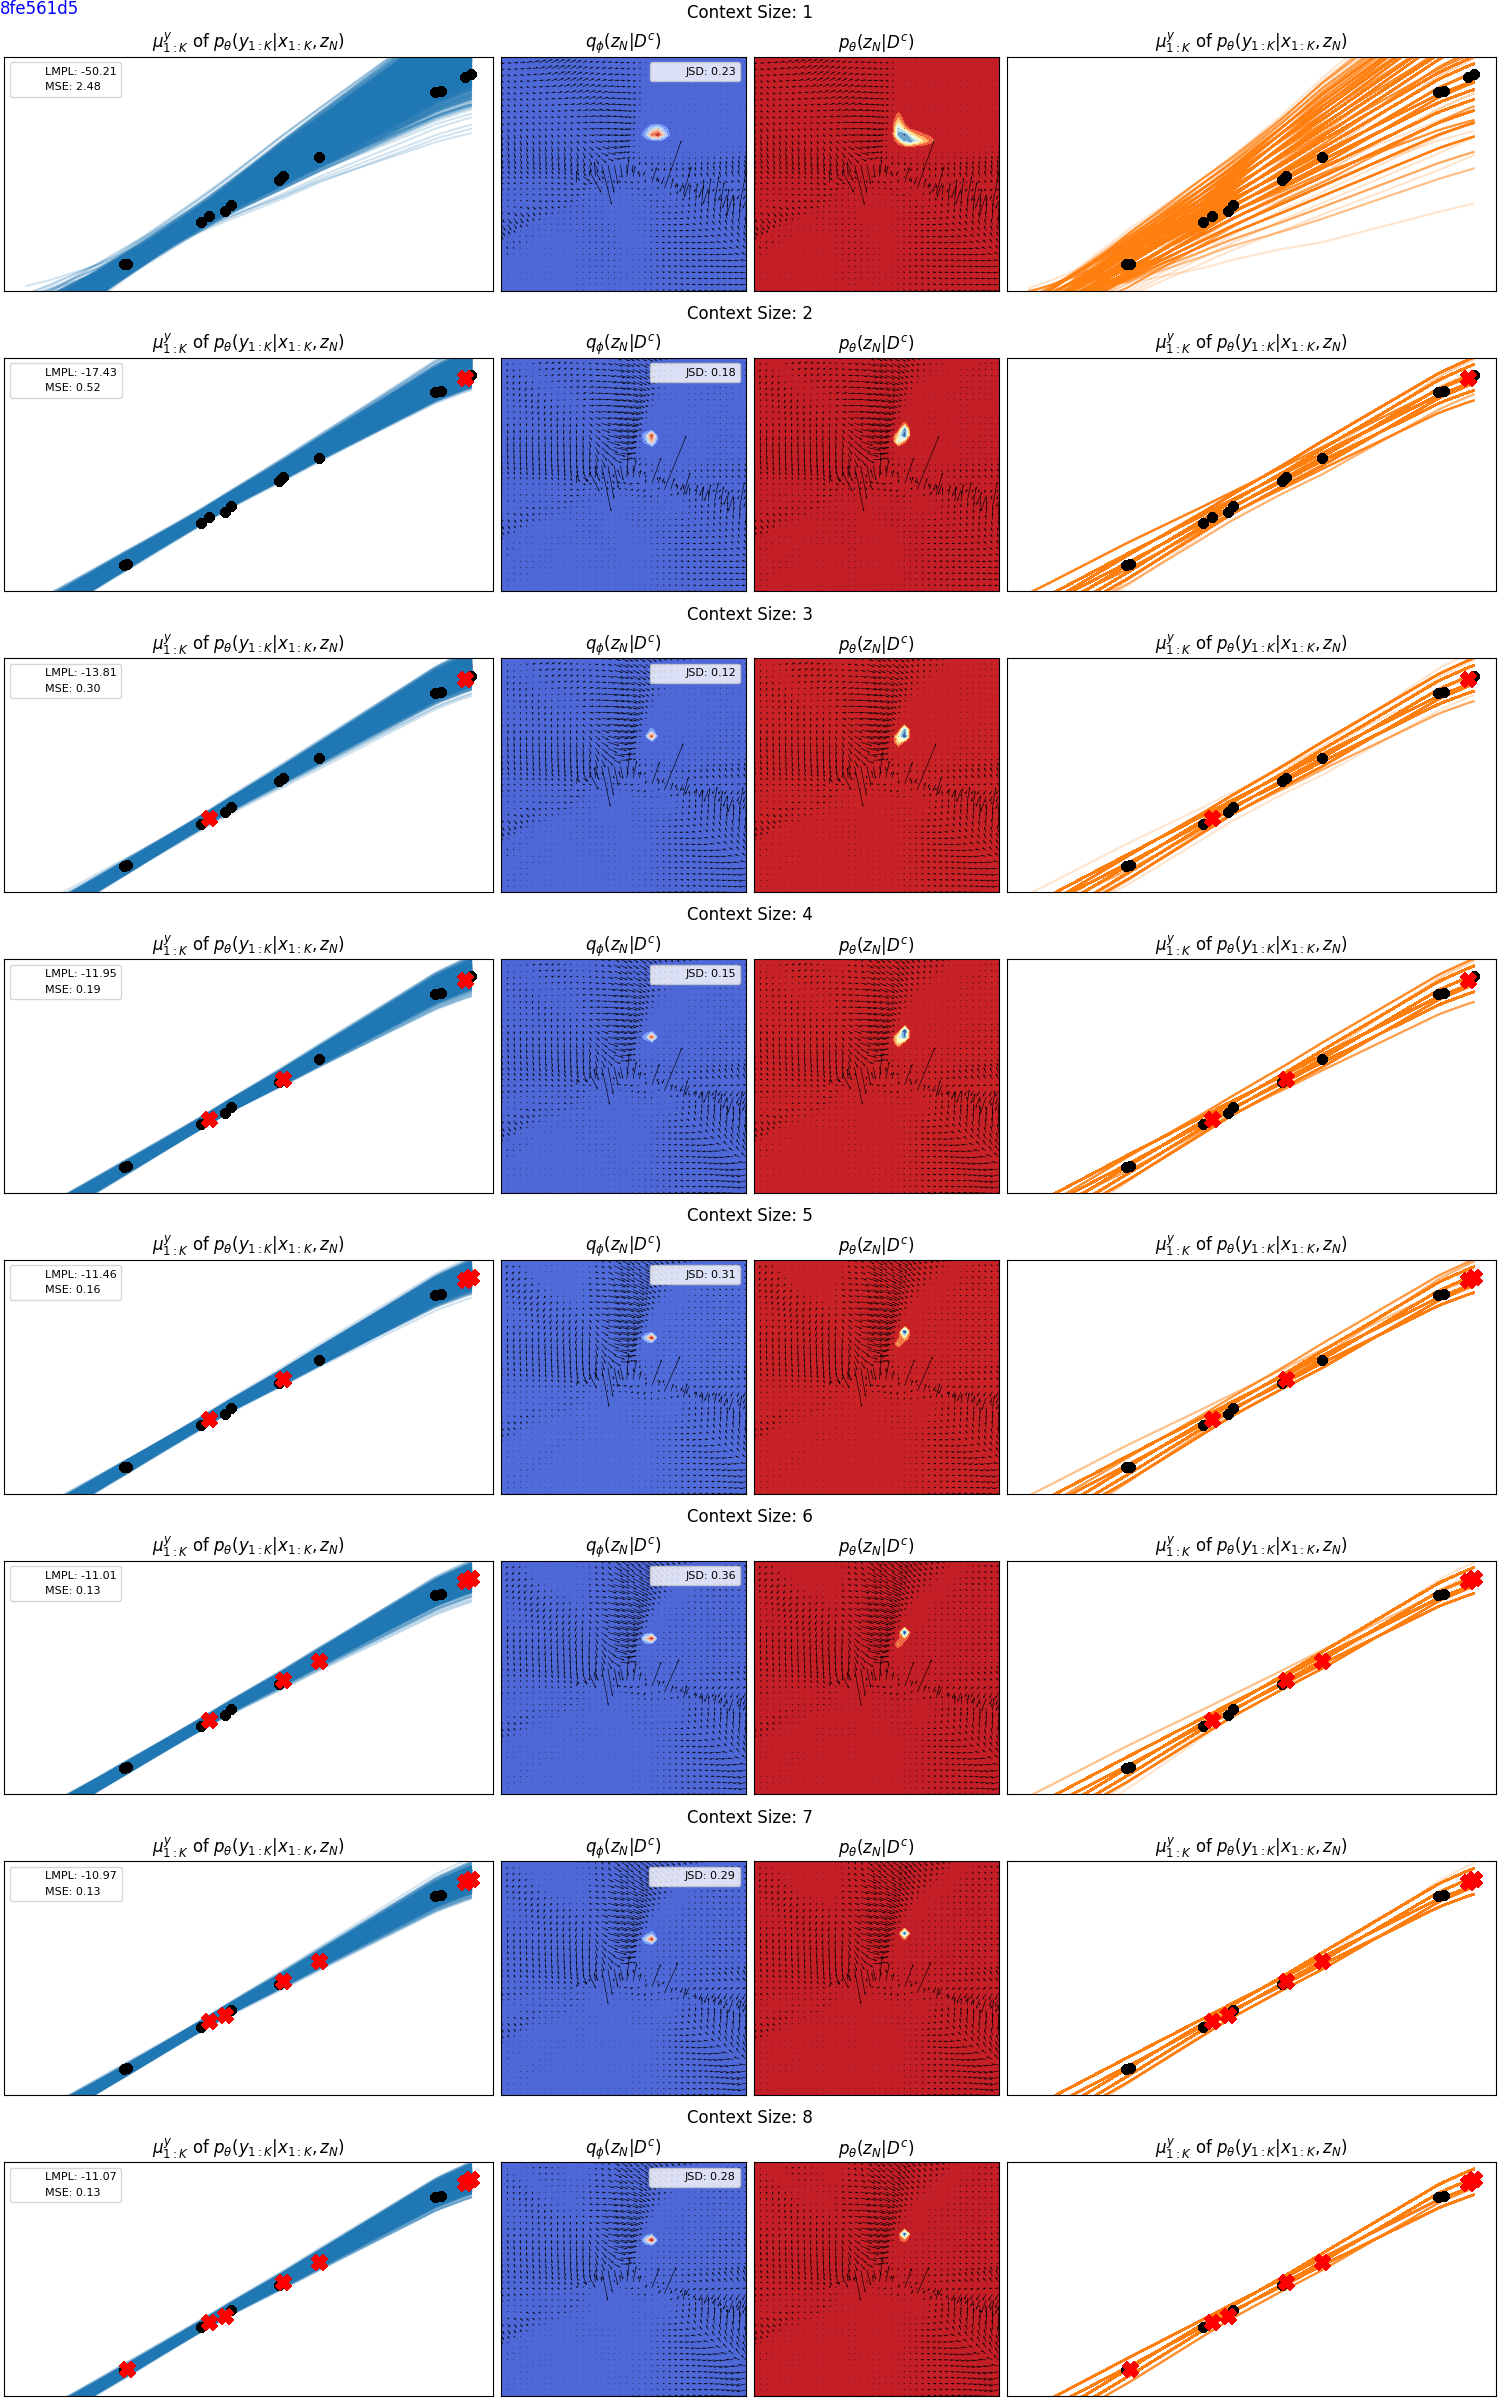 8fe561d5
Context Size: 1
μ^y_{1:K} of p_θ(y_{1:K}|x_{1:K}, z_N)
q_ϕ(z_N|D^c)
p_θ(z_N|D^c)
μ^y_{1:K} of p_θ(y_{1:K}|x_{1:K}, z_N)
LMPL: -50.21
MSE: 2.48
JSD: 0.23
Context Size: 2
μ^y_{1:K} of p_θ(y_{1:K}|x_{1:K}, z_N)
q_ϕ(z_N|D^c)
p_θ(z_N|D^c)
μ^y_{1:K} of p_θ(y_{1:K}|x_{1:K}, z_N)
LMPL: -17.43
MSE: 0.52
JSD: 0.18
Context Size: 3
μ^y_{1:K} of p_θ(y_{1:K}|x_{1:K}, z_N)
q_ϕ(z_N|D^c)
p_θ(z_N|D^c)
μ^y_{1:K} of p_θ(y_{1:K}|x_{1:K}, z_N)
LMPL: -13.81
MSE: 0.30
JSD: 0.12
Context Size: 4
μ^y_{1:K} of p_θ(y_{1:K}|x_{1:K}, z_N)
q_ϕ(z_N|D^c)
p_θ(z_N|D^c)
μ^y_{1:K} of p_θ(y_{1:K}|x_{1:K}, z_N)
LMPL: -11.95
MSE: 0.19
JSD: 0.15
Context Size: 5
μ^y_{1:K} of p_θ(y_{1:K}|x_{1:K}, z_N)
q_ϕ(z_N|D^c)
p_θ(z_N|D^c)
μ^y_{1:K} of p_θ(y_{1:K}|x_{1:K}, z_N)
LMPL: -11.46
MSE: 0.16
JSD: 0.31
Context Size: 6
μ^y_{1:K} of p_θ(y_{1:K}|x_{1:K}, z_N)
q_ϕ(z_N|D^c)
p_θ(z_N|D^c)
μ^y_{1:K} of p_θ(y_{1:K}|x_{1:K}, z_N)
LMPL: -11.01
MSE: 0.13
JSD: 0.36
Context Size: 7
μ^y_{1:K} of p_θ(y_{1:K}|x_{1:K}, z_N)
q_ϕ(z_N|D^c)
p_θ(z_N|D^c)
μ^y_{1:K} of p_θ(y_{1:K}|x_{1:K}, z_N)
LMPL: -10.97
MSE: 0.13
JSD: 0.29
Context Size: 8
μ^y_{1:K} of p_θ(y_{1:K}|x_{1:K}, z_N)
q_ϕ(z_N|D^c)
p_θ(z_N|D^c)
μ^y_{1:K} of p_θ(y_{1:K}|x_{1:K}, z_N)
LMPL: -11.07
MSE: 0.13
JSD: 0.28